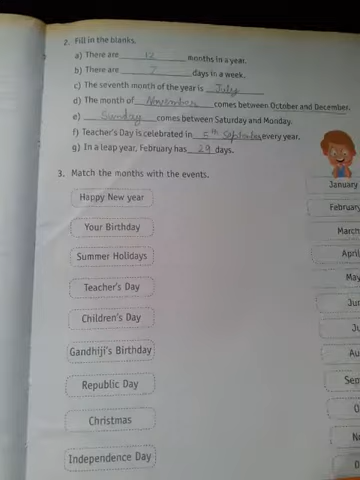 2. Fill in the blanks.
a) There are 12 months in a year.
b) There are 7 days in a week.
c) The seventh month of the year is July
d) The month of November comes between October and December.
e) Sunday comes between Saturday and Monday.
f) Teacher's Day is celebrated in 5th September every year.
g) In a leap year, February has 29 days.
3. Match the months with the events.
January
Happy New year
February
Your Birthday
March
Summer Holidays
April
May
Teacher's Day
Children's Day
Gandhiji's Birthday
Republic Day
Christmas
Independence Day